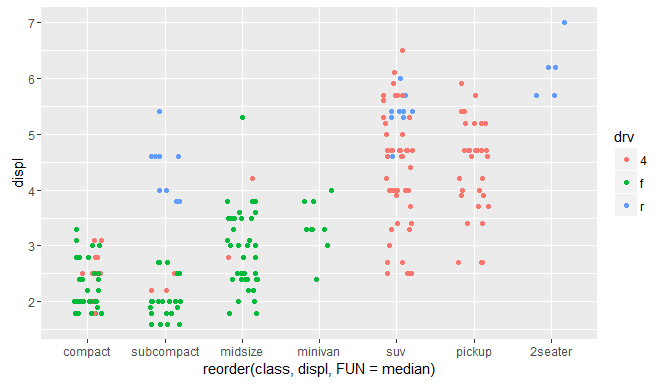 7
6
5
4
3
2
displ
compact subcompact midsize minivan suv pickup 2seater
reorder(class, displ, FUN = median)
drv
4
f
r